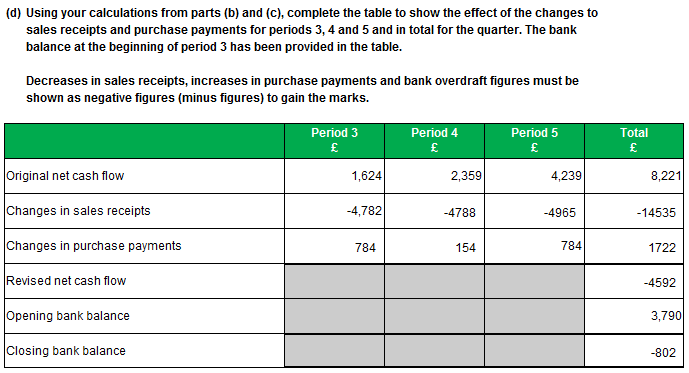 (d) Using your calculations from parts (b) and (c), complete the table to show the effect of the changes to
sales receipts and purchase payments for periods 3, 4 and 5 and in total for the quarter. The bank
balance at the beginning of period 3 has been provided in the table.
Decreases in sales receipts, increases in purchase payments and bank overdraft figures must be
shown as negative figures (minus figures) to gain the marks.
Period 3 Period 4 Period 5 Total
£ £ £ £
Original net cash flow 1,624 2,359 4,239 8,221
Changes in sales receipts -4,782 -4788 -4965 -14535
Changes in purchase payments 784 154 784 1722
Revised net cash flow -4592
Opening bank balance 3,790
Closing bank balance -802